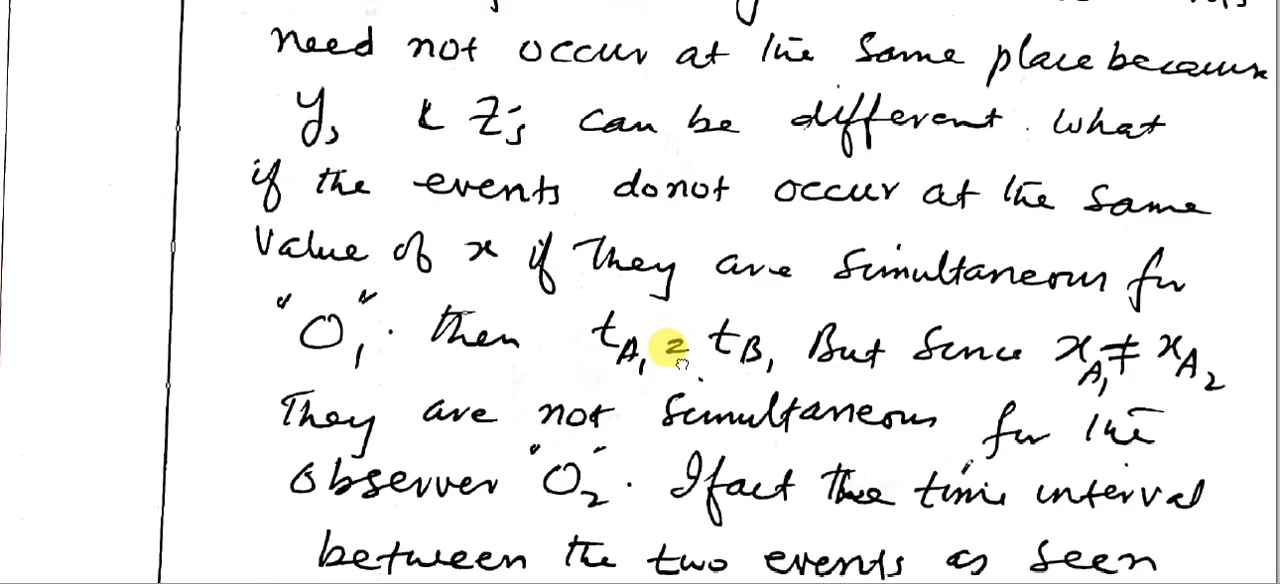 need not occur at the same place because
y,s & z's can be different. What
if the events donot occur at the same
Value of x if They are Simultaneous for
"O1". then tA1 = tB1 But Since xA1 ≠ xA2
They are not Simultaneous for the
Observer "O2". Ifact the time interval
between the two events as Seen